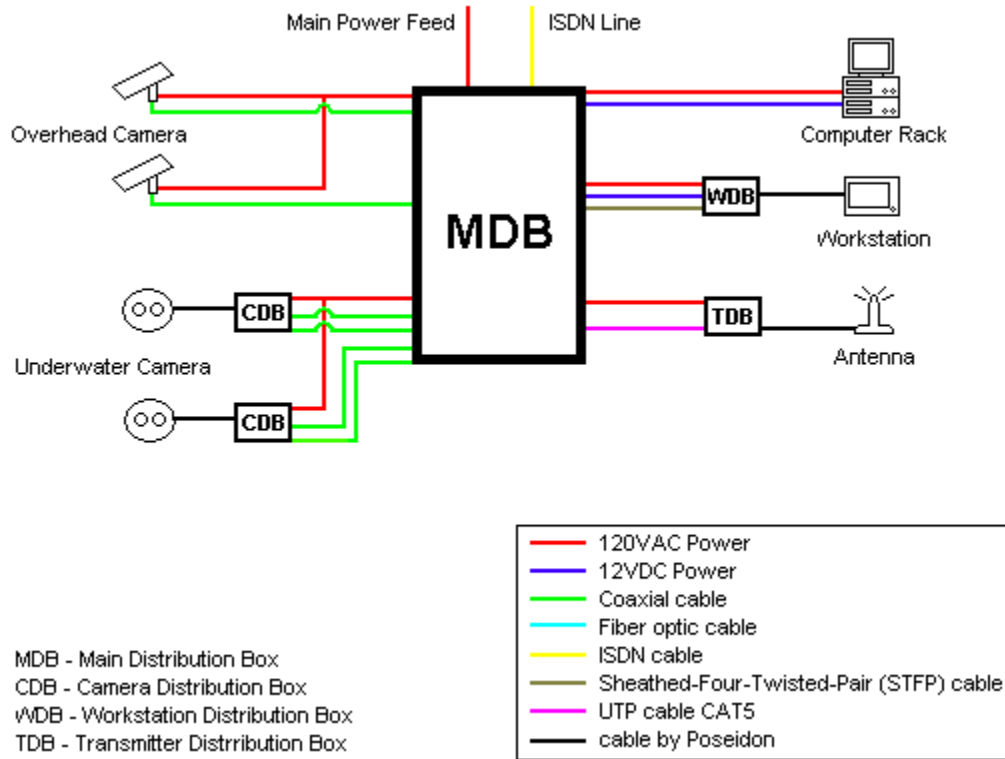 Main Power Feed
ISDN Line
Overhead Camera
Computer Rack
MDB
WDB
Workstation
CDB
TDB
Underwater Camera
Antenna
CDB
120VAC Power
12VDC Power
Coaxial cable
Fiber optic cable
ISDN cable
Sheathed-Four-Twisted-Pair (STFP) cable
UTP cable CAT5
cable by Poseidon
MDB - Main Distribution Box
CDB - Camera Distribution Box
WDB - Workstation Distribution Box
TDB - Transmitter Distrribution Box